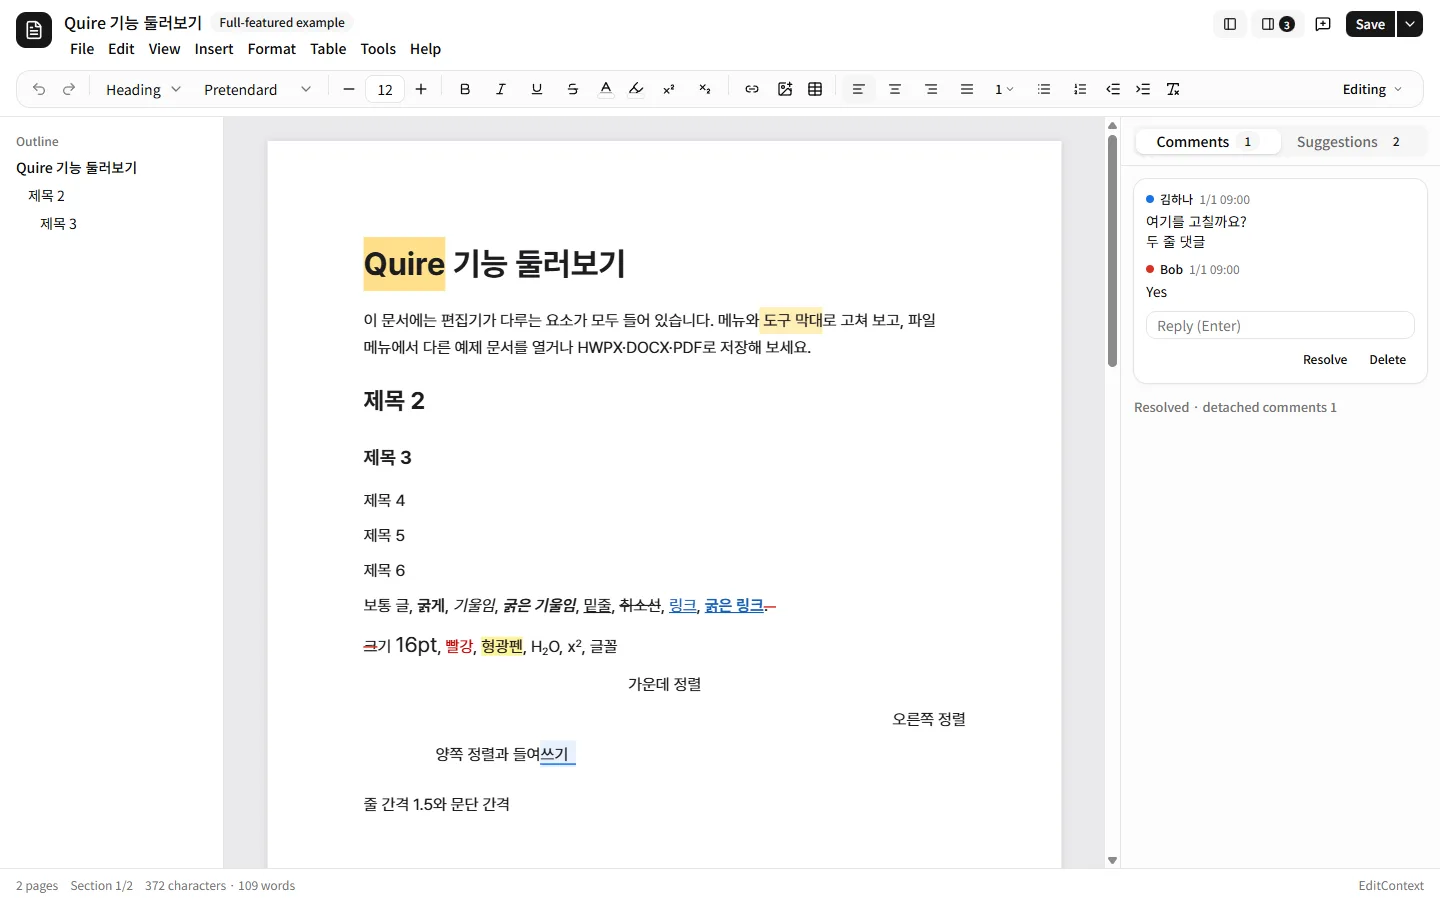 Quire 기능 둘러보기 Full-featured example
3 Save
File Edit View Insert Format Table Tools Help
Heading Pretendard 12 B I U S A x² x₂ 1 Editing
Outline
Quire 기능 둘러보기
제목 2
제목 3
Quire 기능 둘러보기
이 문서에는 편집기가 다루는 요소가 모두 들어 있습니다. 메뉴와 도구 막대로 고쳐 보고, 파일
메뉴에서 다른 예제 문서를 열거나 HWPX·DOCX·PDF로 저장해 보세요.
제목 2
제목 3
제목 4
제목 5
제목 6
보통 글, 굵게, 기울임, 굵은 기울임, 밑줄, 취소선, 링크, 굵은 링크.
크기 16pt, 빨강, 형광펜, H₂O, x², 글꼴
가운데 정렬
오른쪽 정렬
양쪽 정렬과 들여쓰기
줄 간격 1.5와 문단 간격
Comments 1 Suggestions 2
김하나 1/1 09:00
여기를 고칠까요?
두 줄 댓글
Bob 1/1 09:00
Yes
Reply (Enter)
Resolve Delete
Resolved · detached comments 1
2 pages Section 1/2 372 characters · 109 words EditContext